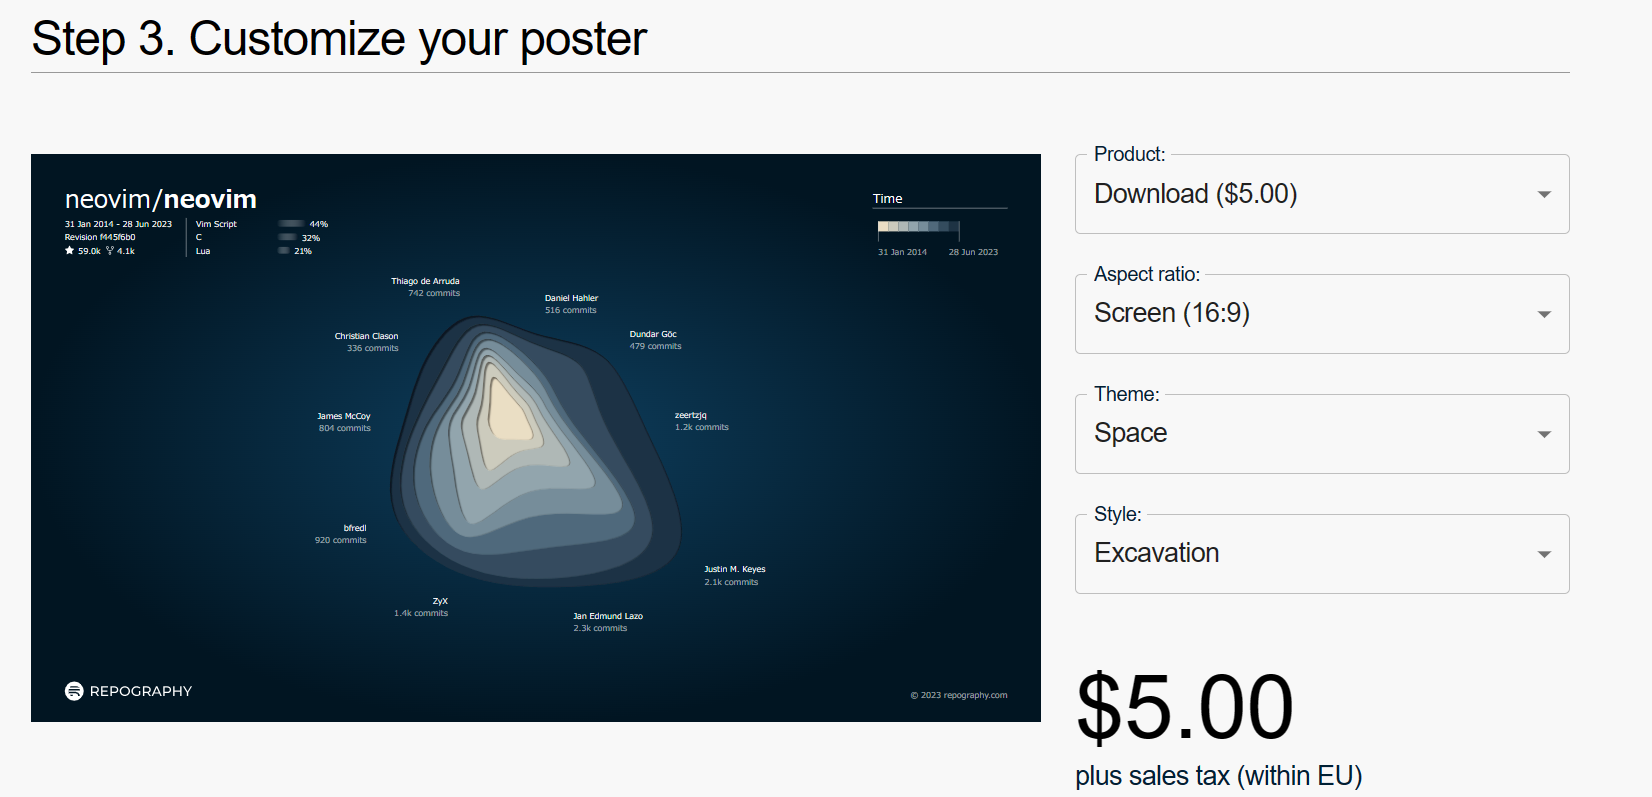 Step 3. Customize your poster
neovim/neovim
31 Jan 2014 - 28 Jun 2023
Revision f445f6b0
59.0k 4.1k
Vim Script 44%
C 32%
Lua 21%
Time
31 Jan 2014 28 Jun 2023
Thiago de Arruda
742 commits
Daniel Hahler
516 commits
Christian Clason
336 commits
Dundar Göc
479 commits
James McCoy
804 commits
zeertzjq
1.2k commits
bfredl
920 commits
Justin M. Keyes
2.1k commits
ZyX
1.4k commits
Jan Edmund Lazo
2.3k commits
REPOGRAPHY
© 2023 repography.com
Product:
Download ($5.00)
Aspect ratio:
Screen (16:9)
Theme:
Space
Style:
Excavation
$5.00
plus sales tax (within EU)